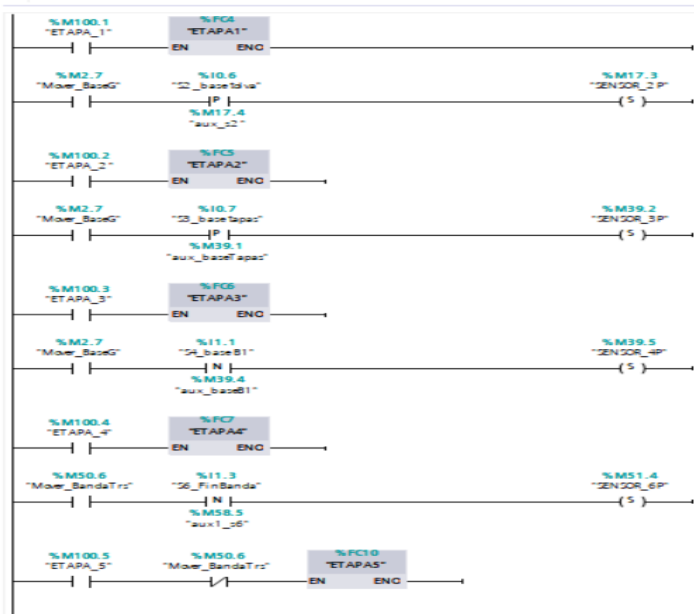 %M100.1 %FC4
"ETAPA_1" "ETAPA1"
EN ENO
%M2.7 %I0.6 %M17.3
"Mover_BaseG" "S2_baseTolva" "SENSOR_2P"
P S
%M17.4
"aux_s2"
%M100.2 %FC5
"ETAPA_2" "ETAPA2"
EN ENO
%M2.7 %I0.7 %M39.2
"Mover_BaseG" "S3_baseTapas" "SENSOR_3P"
P S
%M39.1
"aux_baseTapas"
%M100.3 %FC6
"ETAPA_3" "ETAPA3"
EN ENO
%M2.7 %I1.1 %M39.5
"Mover_BaseG" "S4_baseB1" "SENSOR_4P"
N S
%M39.4
"aux_baseB1"
%M100.4 %FC7
"ETAPA_4" "ETAPA4"
EN ENO
%M50.6 %I1.3 %M51.4
"Mover_BandaTrs" "S6_FinBanda" "SENSOR_6P"
N S
%M58.5
"aux1_s6"
%M100.5 %M50.6 %FC10
"ETAPA_5" "Mover_BandaTrs" "ETAPA5"
EN ENO